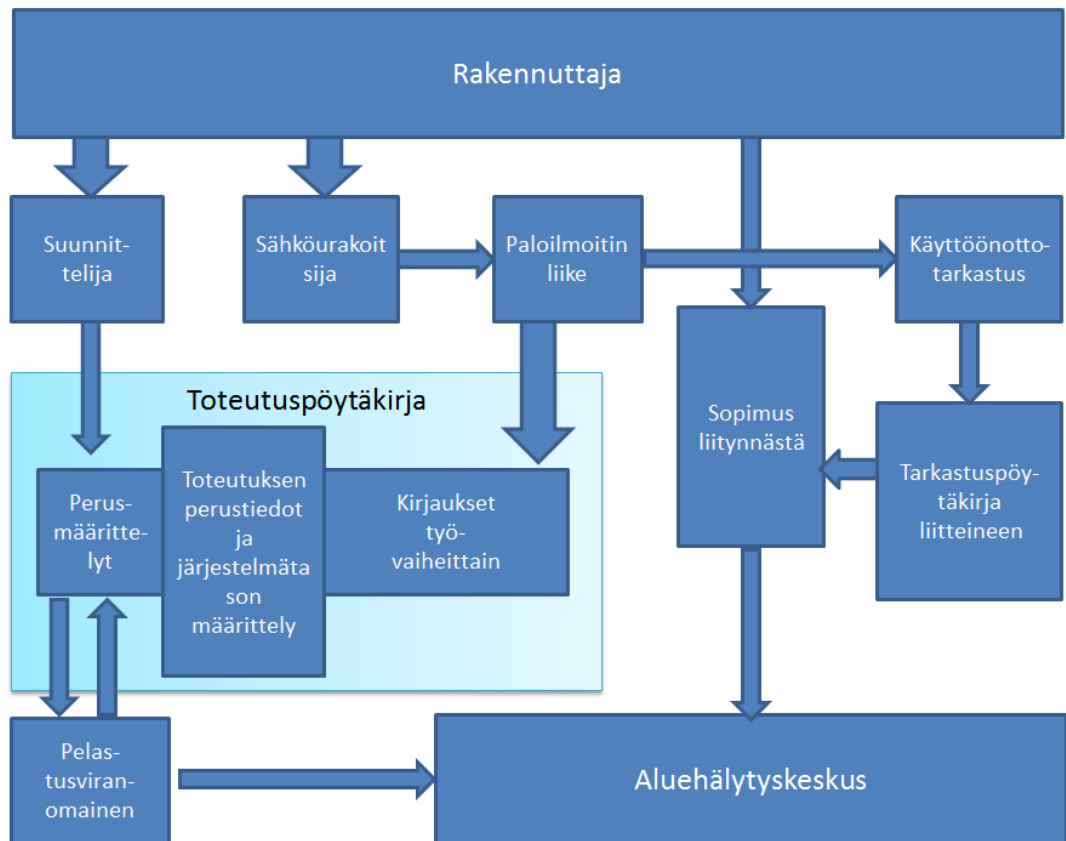 Rakennuttaja
Suunnit-
telija
Sähköurakoit
sija
Paloilmoitin
liike
Käyttöönotto-
tarkastus
Toteutuspöytäkirja
Perus-
määritte-
lyt
Toteutuksen
perustiedot
ja
järjestelmäta
son
määrittely
Kirjaukset
työ-
vaiheittain
Sopimus
liitynnästä
Tarkastuspöy-
täkirja
liitteineen
Pelas-
tusviran-
omainen
Aluehälytyskeskus